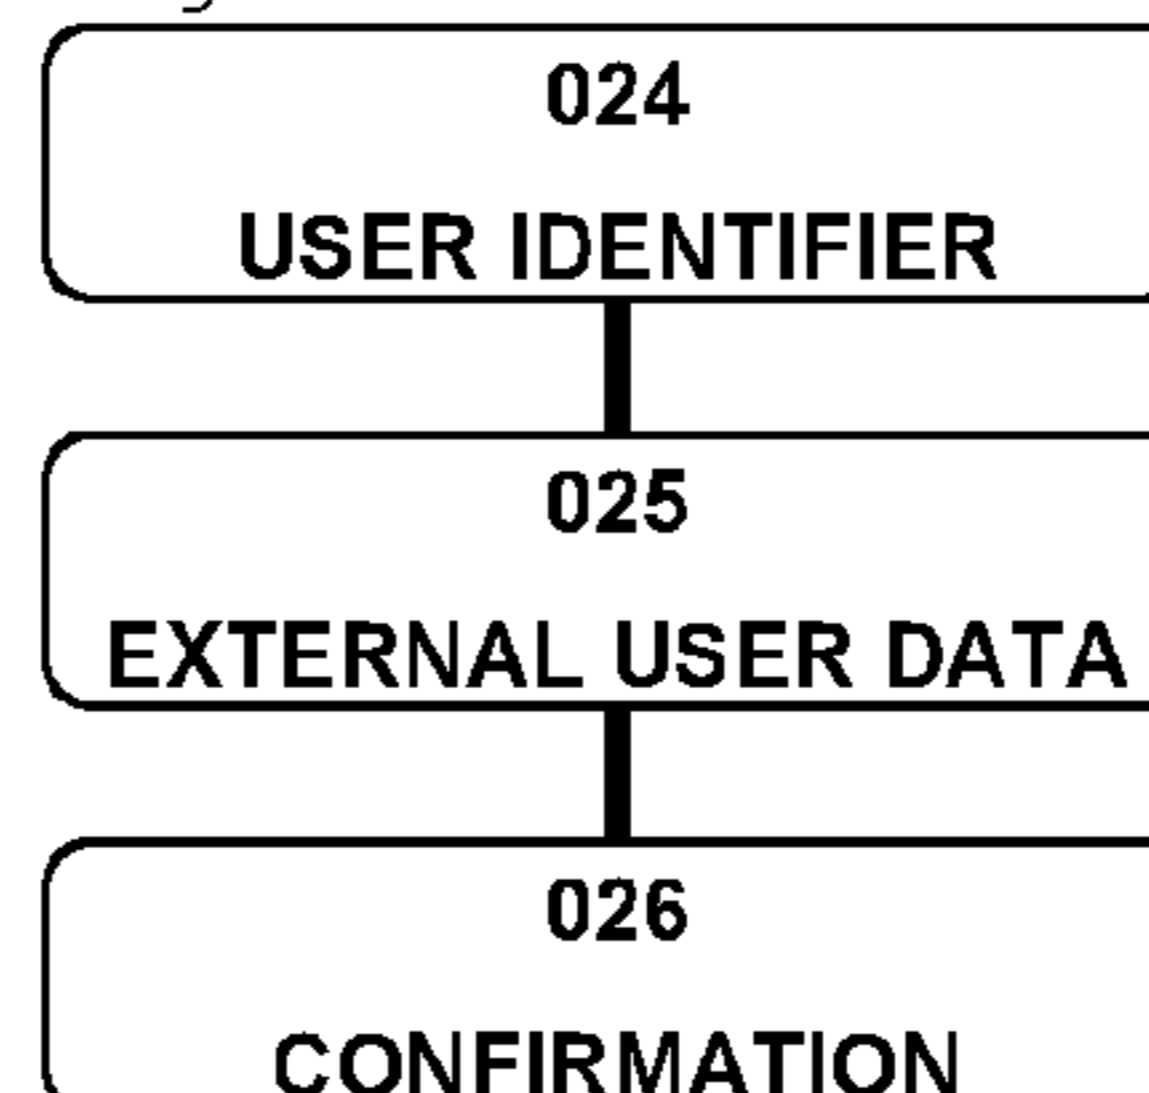 024
USER IDENTIFIER
025
EXTERNAL USER DATA
026
CONFIRMATION